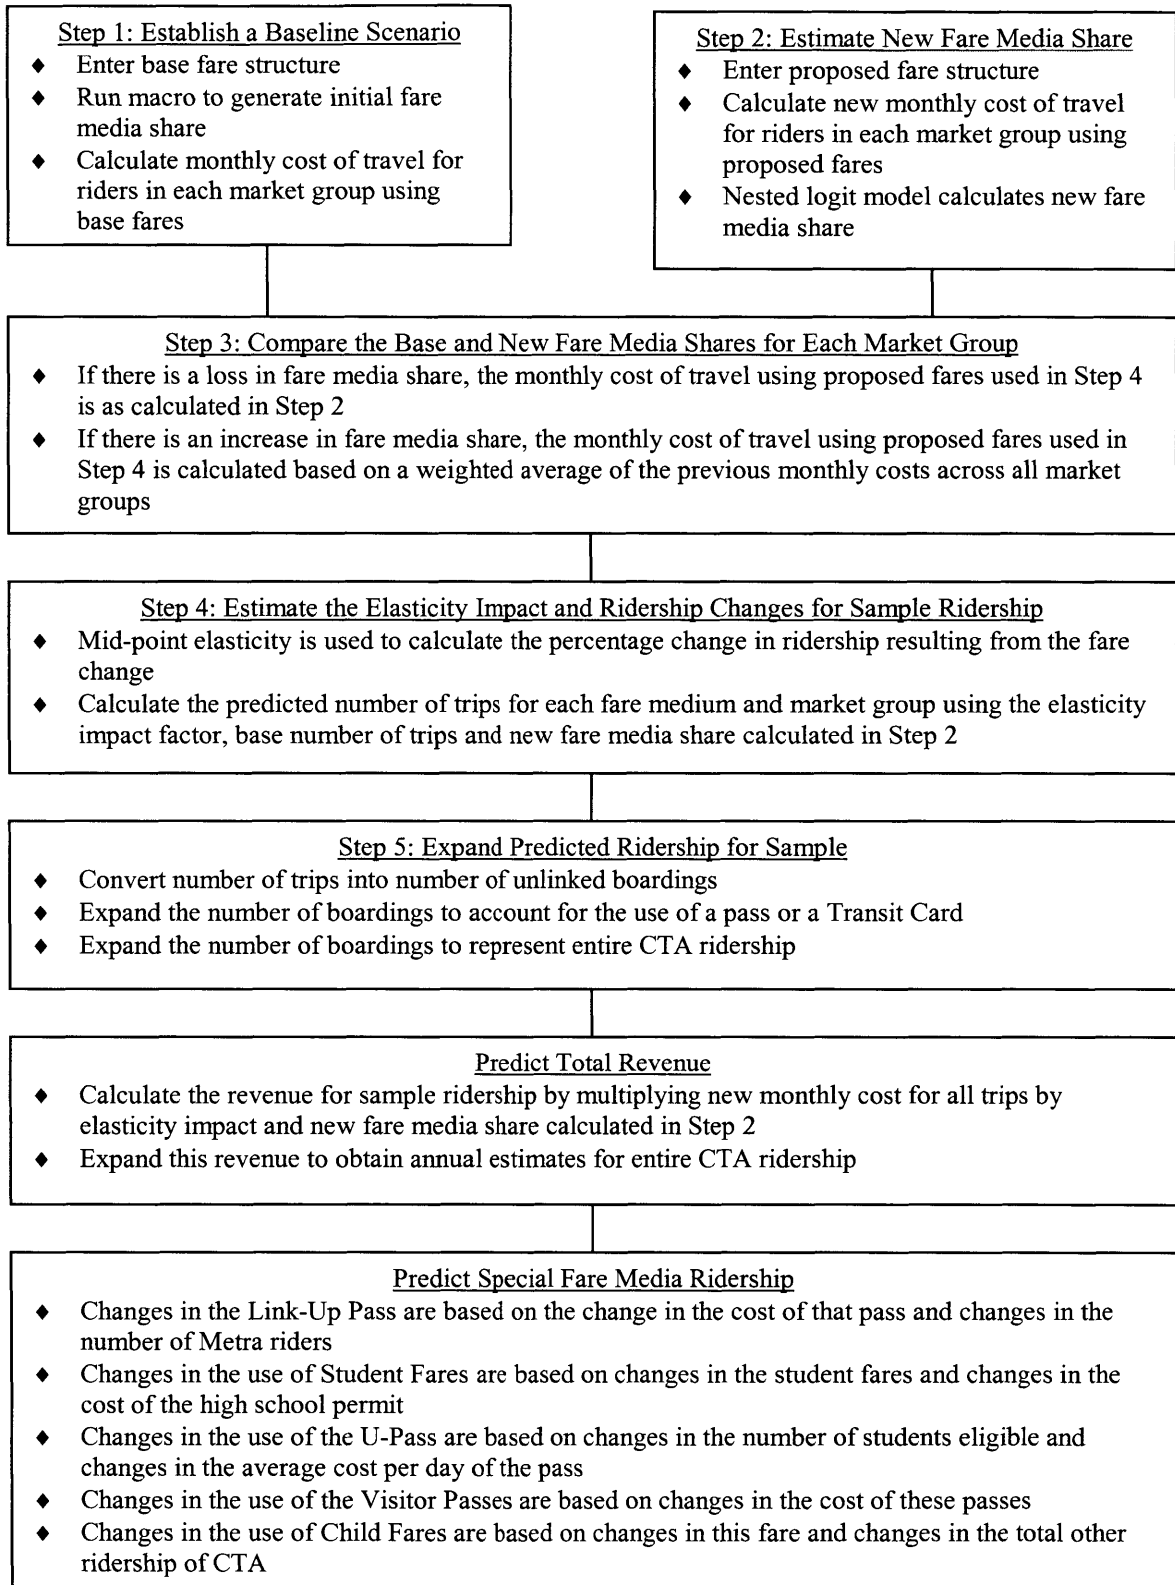 Step 1: Establish a Baseline Scenario
♦ Enter base fare structure
♦ Run macro to generate initial fare
media share
♦ Calculate monthly cost of travel for
riders in each market group using
base fares
Step 2: Estimate New Fare Media Share
♦ Enter proposed fare structure
♦ Calculate new monthly cost of travel
for riders in each market group using
proposed fares
♦ Nested logit model calculates new fare
media share
Step 3: Compare the Base and New Fare Media Shares for Each Market Group
♦ If there is a loss in fare media share, the monthly cost of travel using proposed fares used in Step 4
is as calculated in Step 2
♦ If there is an increase in fare media share, the monthly cost of travel using proposed fares used in
Step 4 is calculated based on a weighted average of the previous monthly costs across all market
groups
Step 4: Estimate the Elasticity Impact and Ridership Changes for Sample Ridership
♦ Mid-point elasticity is used to calculate the percentage change in ridership resulting from the fare
change
♦ Calculate the predicted number of trips for each fare medium and market group using the elasticity
impact factor, base number of trips and new fare media share calculated in Step 2
Step 5: Expand Predicted Ridership for Sample
♦ Convert number of trips into number of unlinked boardings
♦ Expand the number of boardings to account for the use of a pass or a Transit Card
♦ Expand the number of boardings to represent entire CTA ridership
Predict Total Revenue
♦ Calculate the revenue for sample ridership by multiplying new monthly cost for all trips by
elasticity impact and new fare media share calculated in Step 2
♦ Expand this revenue to obtain annual estimates for entire CTA ridership
Predict Special Fare Media Ridership
♦ Changes in the Link-Up Pass are based on the change in the cost of that pass and changes in the
number of Metra riders
♦ Changes in the use of Student Fares are based on changes in the student fares and changes in the
cost of the high school permit
♦ Changes in the use of the U-Pass are based on changes in the number of students eligible and
changes in the average cost per day of the pass
♦ Changes in the use of the Visitor Passes are based on changes in the cost of these passes
♦ Changes in the use of Child Fares are based on changes in this fare and changes in the total other
ridership of CTA